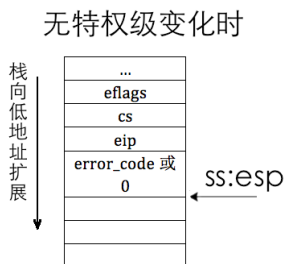 无特权级变化时
栈向低地址扩展
...
eflags
cs
eip
error_code 或
0
ss:esp